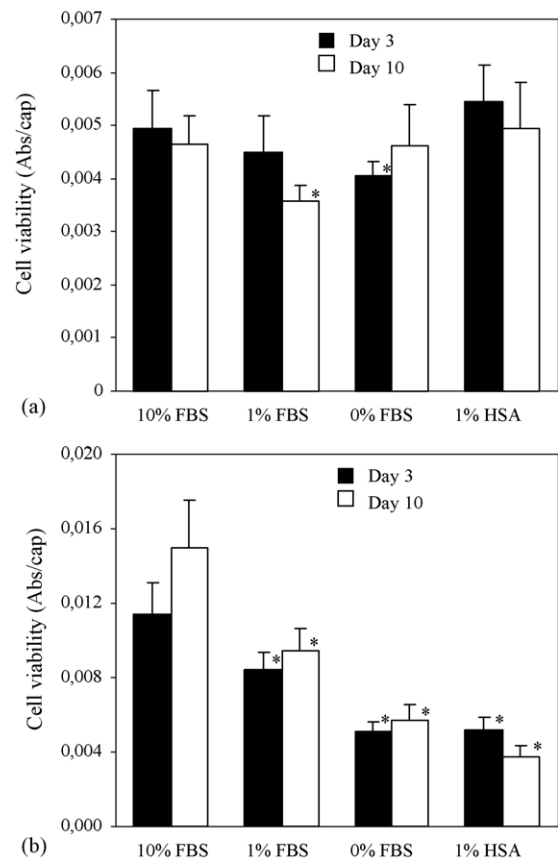 0,007
Day 3
Day 10
0,006
0,005
0,004
0,003
0,002
0,001
0
Cell viability (Abs/cap)
*
*
(a)
10% FBS 1% FBS 0% FBS 1% HSA
0,020
Day 3
Day 10
0,016
0,012
0,008
0,004
0,000
Cell viability (Abs/cap)
* *
* *
* *
(b)
10% FBS 1% FBS 0% FBS 1% HSA